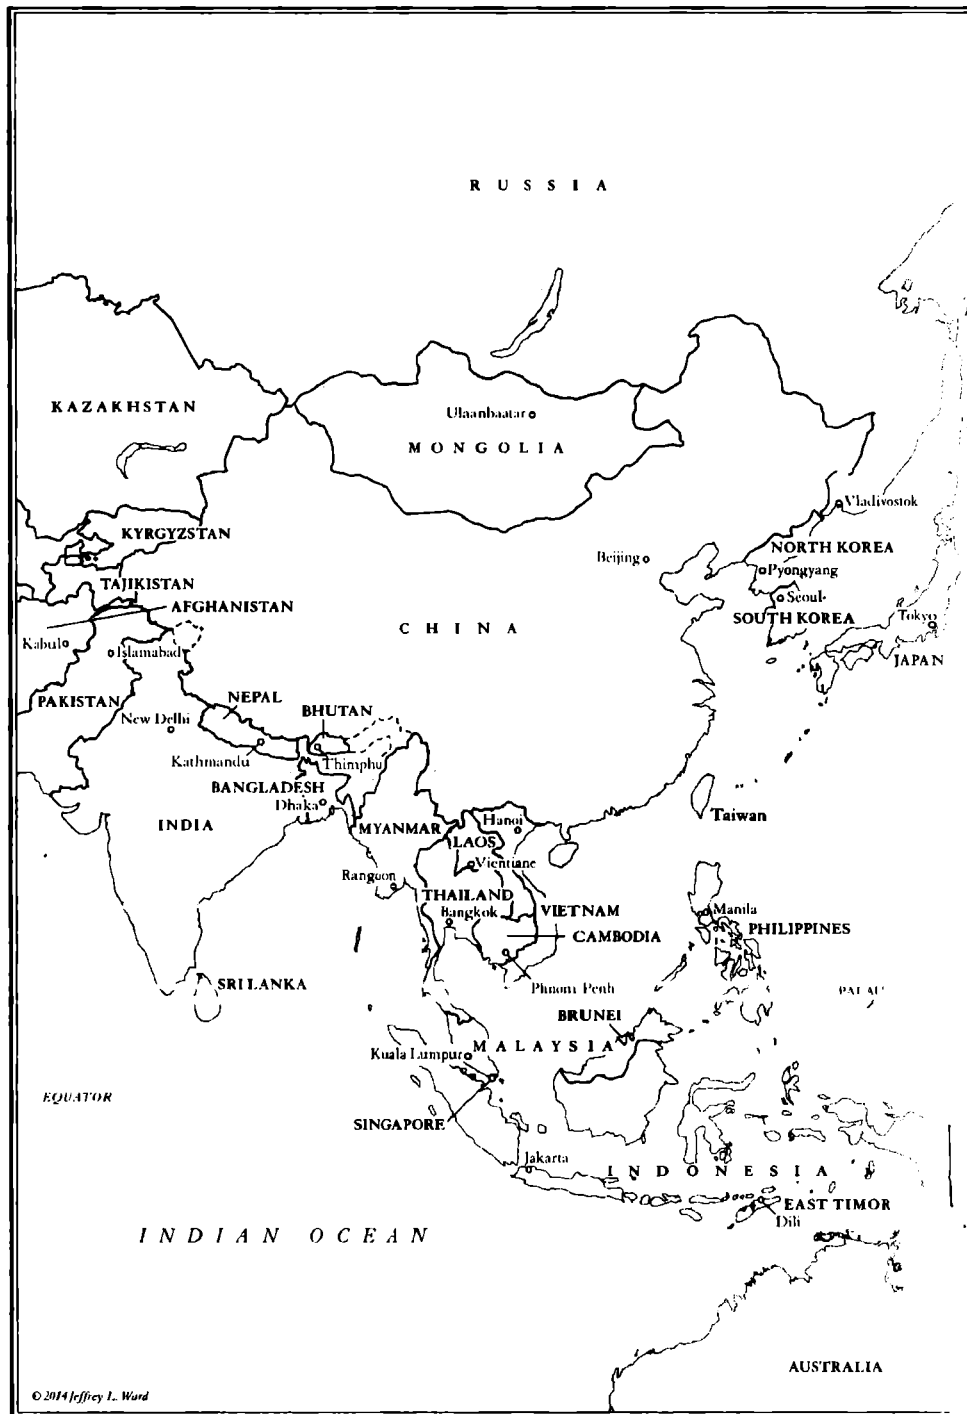 RUSSIA
KAZAKHSTAN
Ulaanbaatar
MONGOLIA
Vladivostok
KYRGYZSTAN
NORTH KOREA
Beijing
Pyongyang
TAJIKISTAN
Seoul
AFGHANISTAN
SOUTH KOREA
Tokyo
CHINA
Kabul
Islamabad
JAPAN
PAKISTAN
NEPAL
BHUTAN
New Delhi
Kathmandu
Thimphu
BANGLADESH
Dhaka
Taiwan
INDIA
MYANMAR
Hanoi
LAOS
Vientiane
Rangoon
THAILAND
Bangkok
VIETNAM
Manila
PHILIPPINES
CAMBODIA
SRI LANKA
Phnom Penh
PALAU
BRUNEI
MALAYSIA
Kuala Lumpur
EQUATOR
SINGAPORE
Jakarta
INDONESIA
EAST TIMOR
Dili
INDIAN OCEAN
AUSTRALIA
© 2014 Jeffrey L. Ward